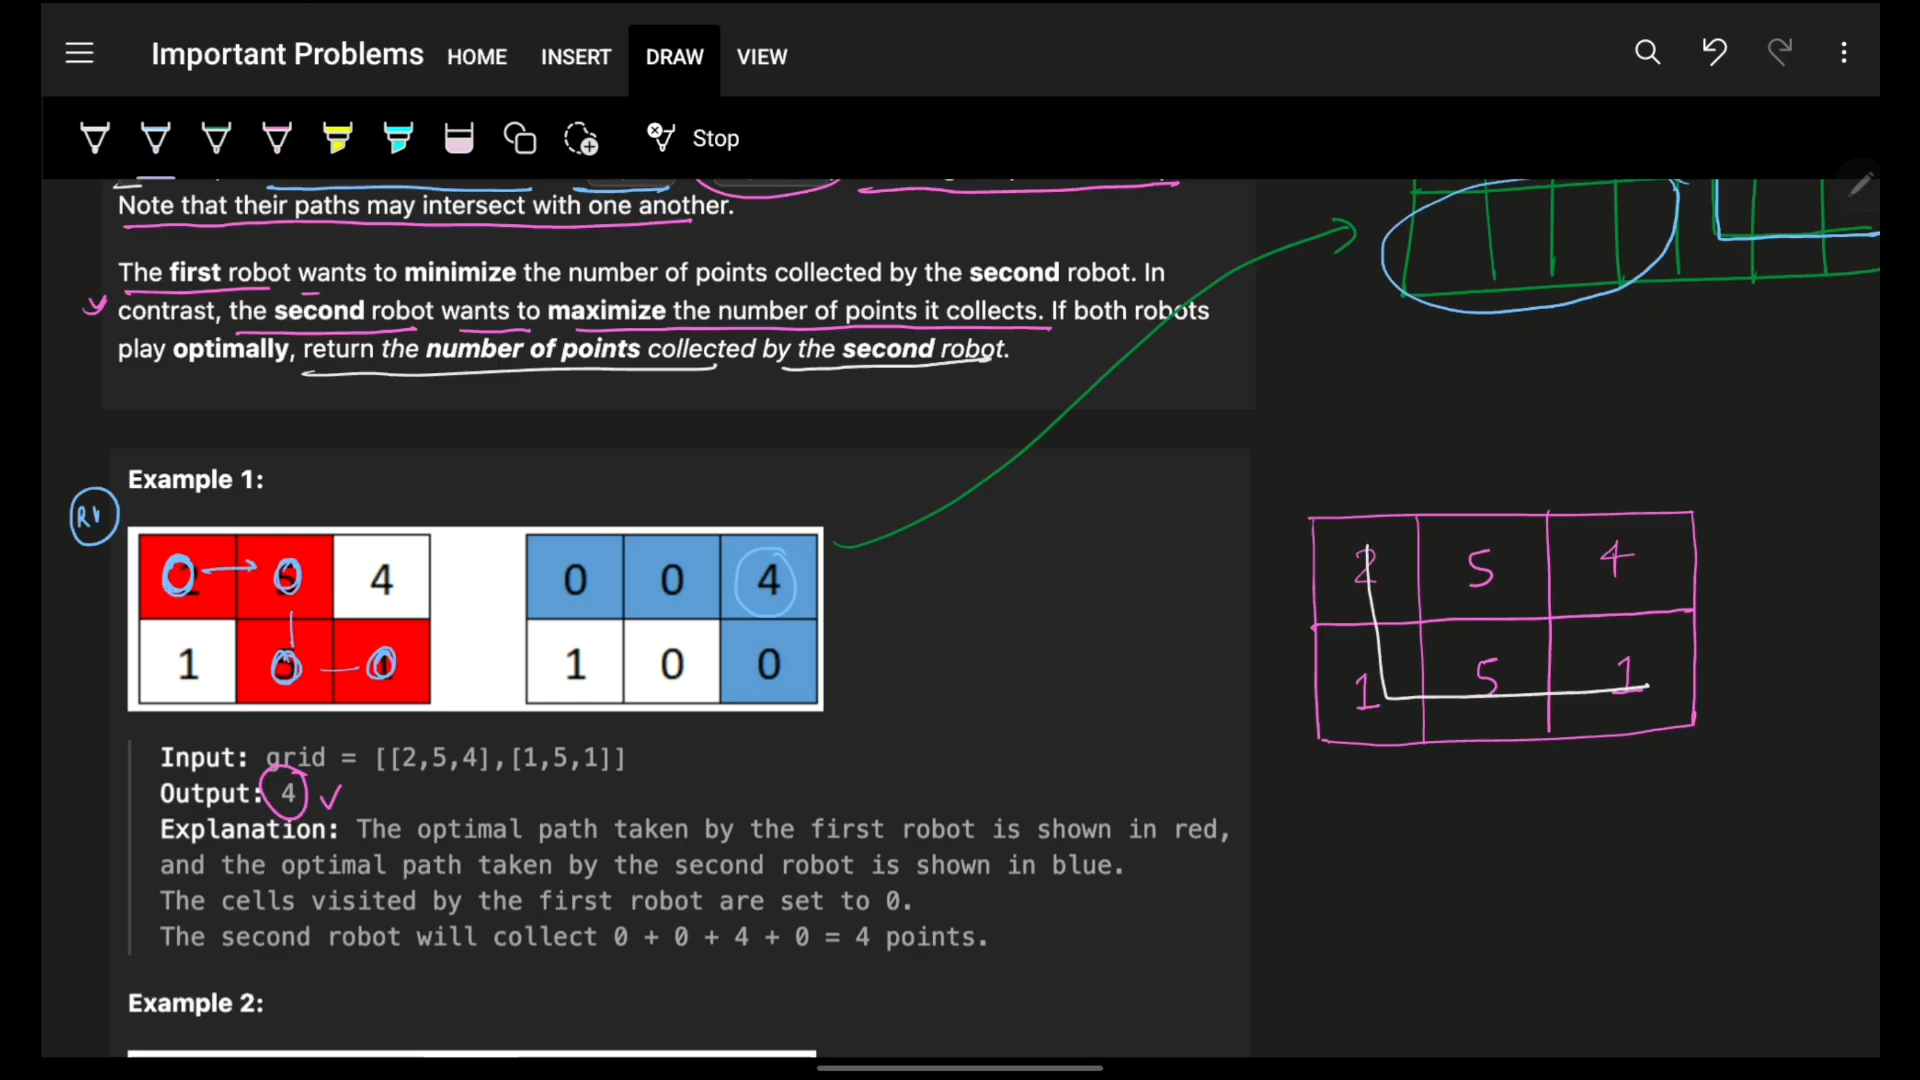 Important Problems HOME INSERT DRAW VIEW
Stop
Note that their paths may intersect with one another.
The first robot wants to minimize the number of points collected by the second robot. In
contrast, the second robot wants to maximize the number of points it collects. If both robots
play optimally, return the number of points collected by the second robot.
Example 1:
R1
0 0 4
1 0 0
0 0 4
1 0 0
2 5 4
1 5 1
Input: grid = [[2,5,4],[1,5,1]]
Output: 4
Explanation: The optimal path taken by the first robot is shown in red,
and the optimal path taken by the second robot is shown in blue.
The cells visited by the first robot are set to 0.
The second robot will collect 0 + 0 + 4 + 0 = 4 points.
Example 2: